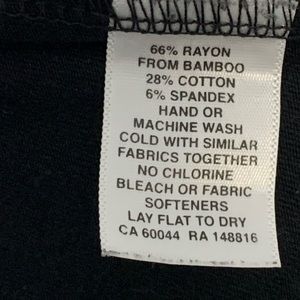 66% RAYON
FROM BAMBOO
28% COTTON
6% SPANDEX
HAND OR
MACHINE WASH
COLD WITH SIMILAR
FABRICS TOGETHER
NO CHLORINE
BLEACH OR FABRIC
SOFTENERS
LAY FLAT TO DRY
CA 60044 RA 148816